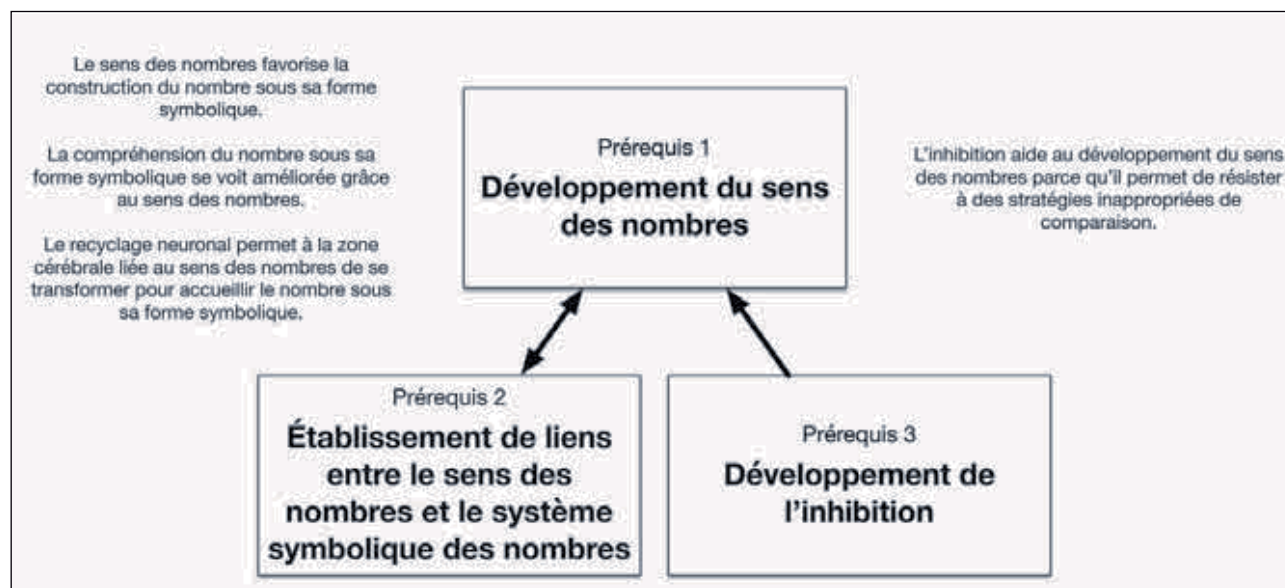 Le sens des nombres favorise la
construction du nombre sous sa forme
symbolique.
La compréhension du nombre sous sa
forme symbolique se voit améliorée grâce
au sens des nombres.
Le recyclage neuronal permet à la zone
cérébrale liée au sens des nombres de se
transformer pour accueillir le nombre sous
sa forme symbolique.
Prérequis 1
Développement du sens
des nombres
L'inhibition aide au développement du sens
des nombres parce qu'il permet de résister
à des stratégies inappropriées de
comparaison.
Prérequis 2
Établissement de liens
entre le sens des
nombres et le système
symbolique des nombres
Prérequis 3
Développement de
l'inhibition